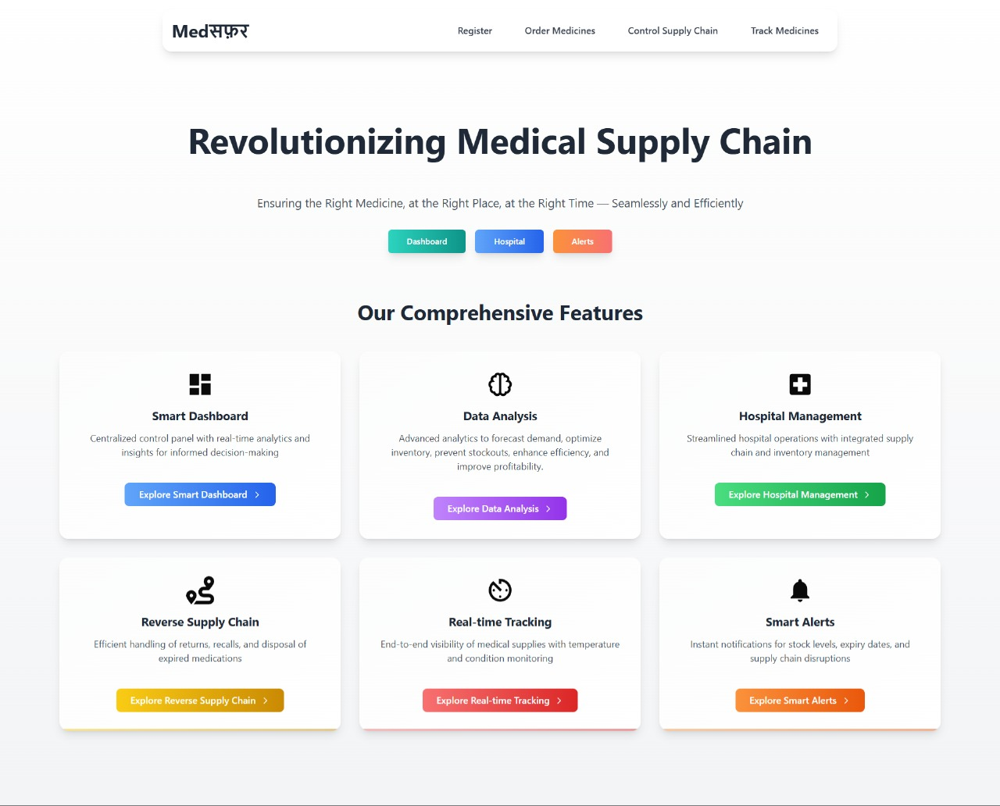 Medसफ़र
Register
Order Medicines
Control Supply Chain
Track Medicines
Revolutionizing Medical Supply Chain
Ensuring the Right Medicine, at the Right Place, at the Right Time — Seamlessly and Efficiently
Dashboard
Hospital
Alerts
Our Comprehensive Features
Smart Dashboard
Centralized control panel with real-time analytics and
insights for informed decision-making
Explore Smart Dashboard
Data Analysis
Advanced analytics to forecast demand, optimize
inventory, prevent stockouts, enhance efficiency, and
improve profitability.
Explore Data Analysis
Hospital Management
Streamlined hospital operations with integrated supply
chain and inventory management
Explore Hospital Management
Reverse Supply Chain
Efficient handling of returns, recalls, and disposal of
expired medications
Explore Reverse Supply Chain
Real-time Tracking
End-to-end visibility of medical supplies with temperature
and condition monitoring
Explore Real-time Tracking
Smart Alerts
Instant notifications for stock levels, expiry dates, and
supply chain disruptions
Explore Smart Alerts